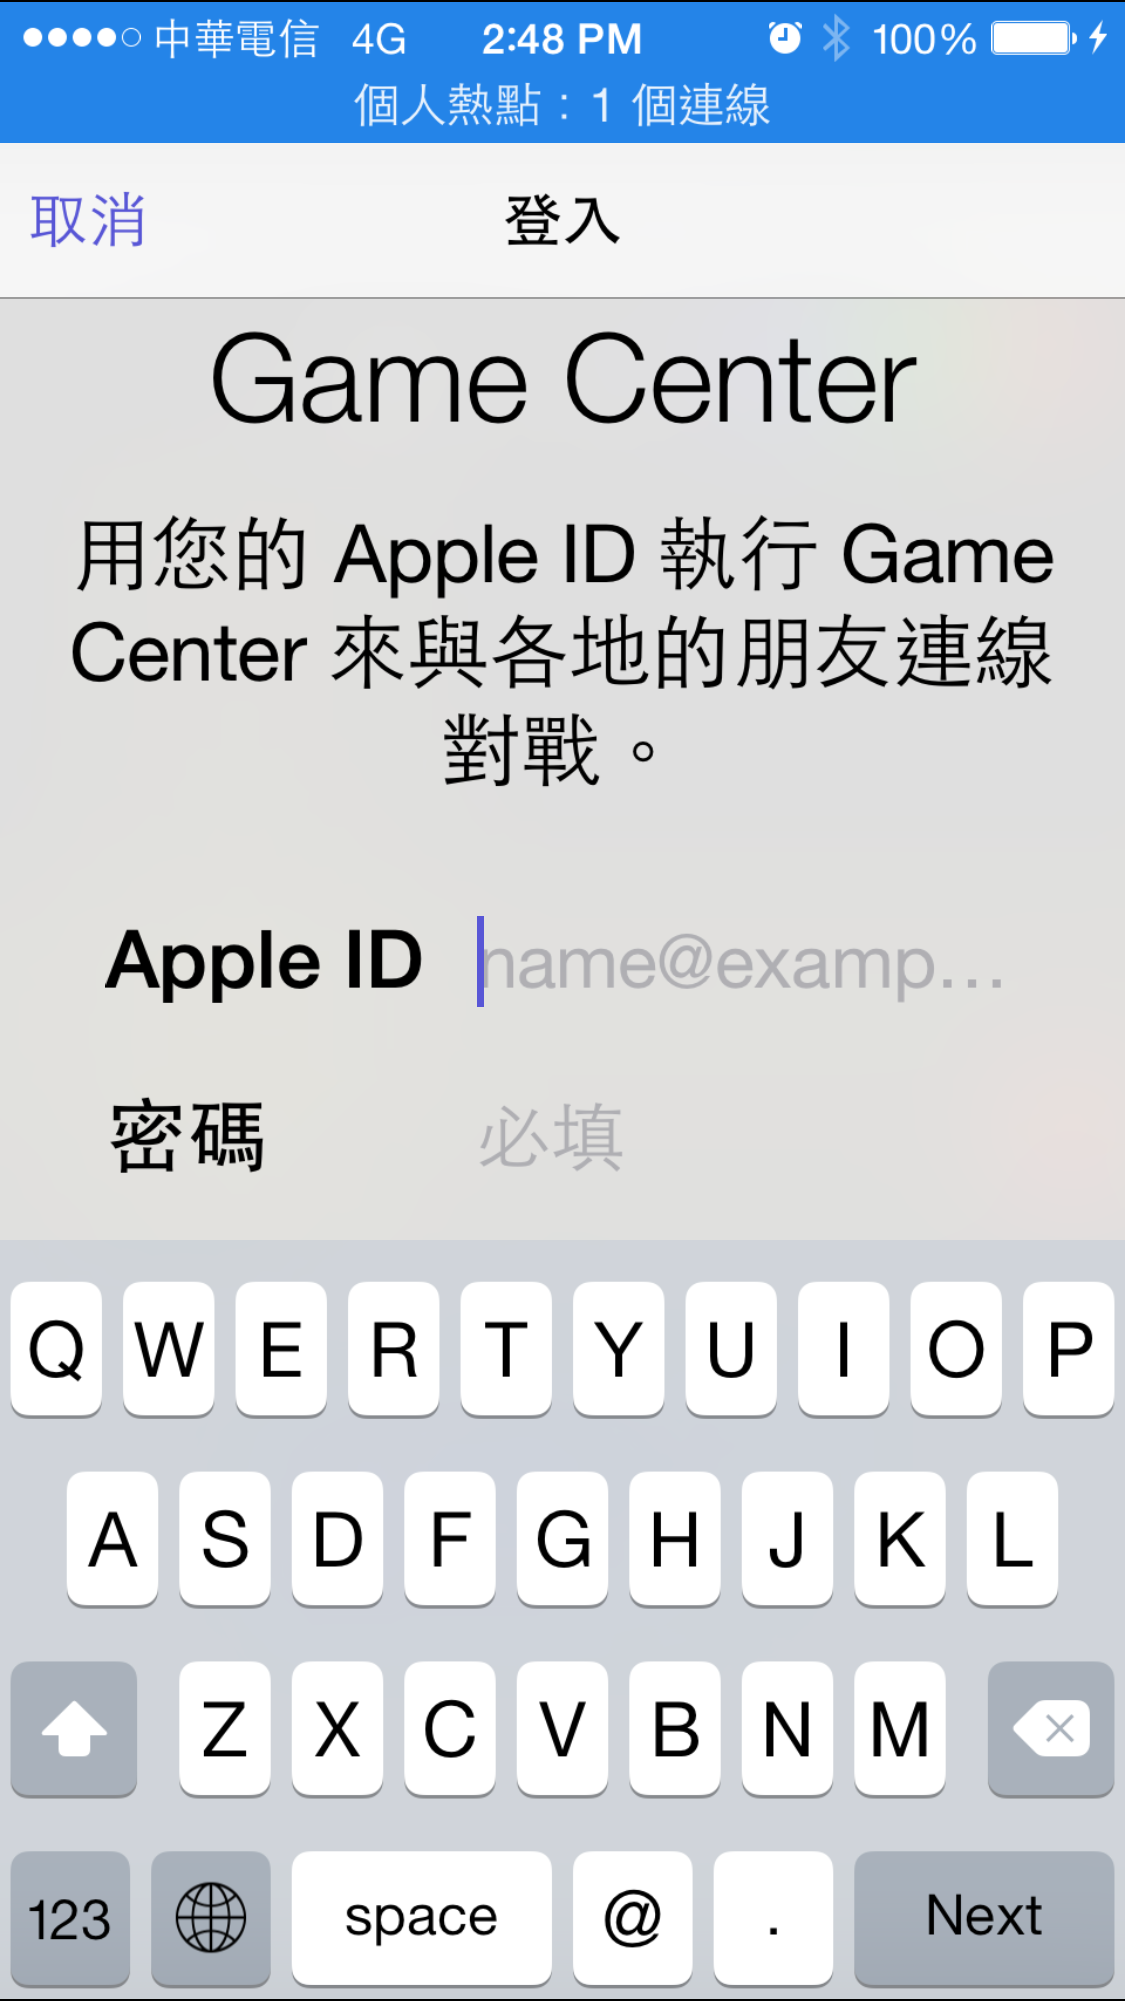 中華電信 4G 2:48 PM 100%
個人熱點：1 個連線
取消 登入
Game Center
用您的 Apple ID 執行 Game
Center 來與各地的朋友連線
對戰。
Apple ID name@examp...
密碼 必填
Q W E R T Y U I O P
A S D F G H J K L
Z X C V B N M
123 space @ . Next